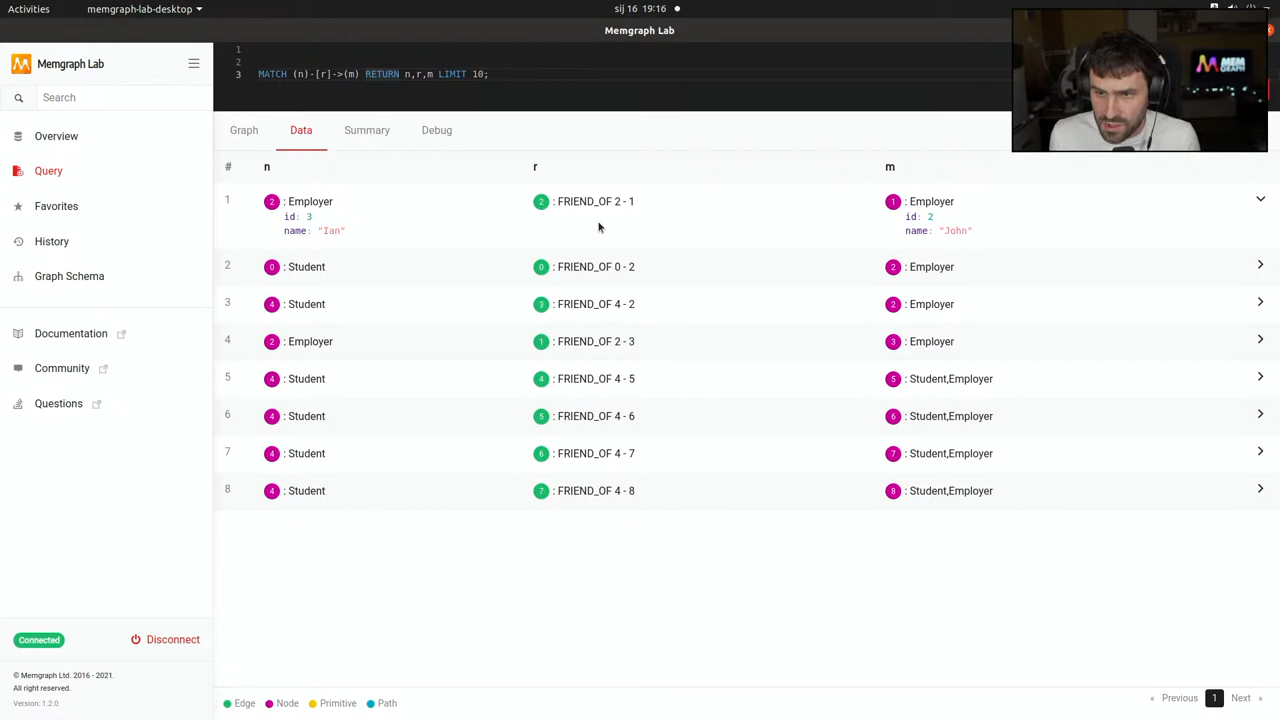 Activities
memgraph-lab-desktop
sij 16 19:16
Memgraph Lab
Memgraph Lab
Search
Overview
Query
Favorites
History
Graph Schema
Documentation
Community
Questions
Connected
Disconnect
© Memgraph Ltd. 2016 - 2021.
All right reserved.
Version: 1.2.0
1
2
3 MATCH (n)-[r]->(m) RETURN n,r,m LIMIT 10;
MEM
GRAPH
Graph Data Summary Debug
# n r m
1 2 : Employer 2 : FRIEND_OF 2 - 1 1 : Employer
id: 3 id: 2
name: "Ian" name: "John"
2 0 : Student 0 : FRIEND_OF 0 - 2 2 : Employer
3 4 : Student 3 : FRIEND_OF 4 - 2 2 : Employer
4 2 : Employer 1 : FRIEND_OF 2 - 3 3 : Employer
5 4 : Student 4 : FRIEND_OF 4 - 5 5 : Student,Employer
6 4 : Student 5 : FRIEND_OF 4 - 6 6 : Student,Employer
7 4 : Student 6 : FRIEND_OF 4 - 7 7 : Student,Employer
8 4 : Student 7 : FRIEND_OF 4 - 8 8 : Student,Employer
Edge Node Primitive Path
« Previous 1 Next »